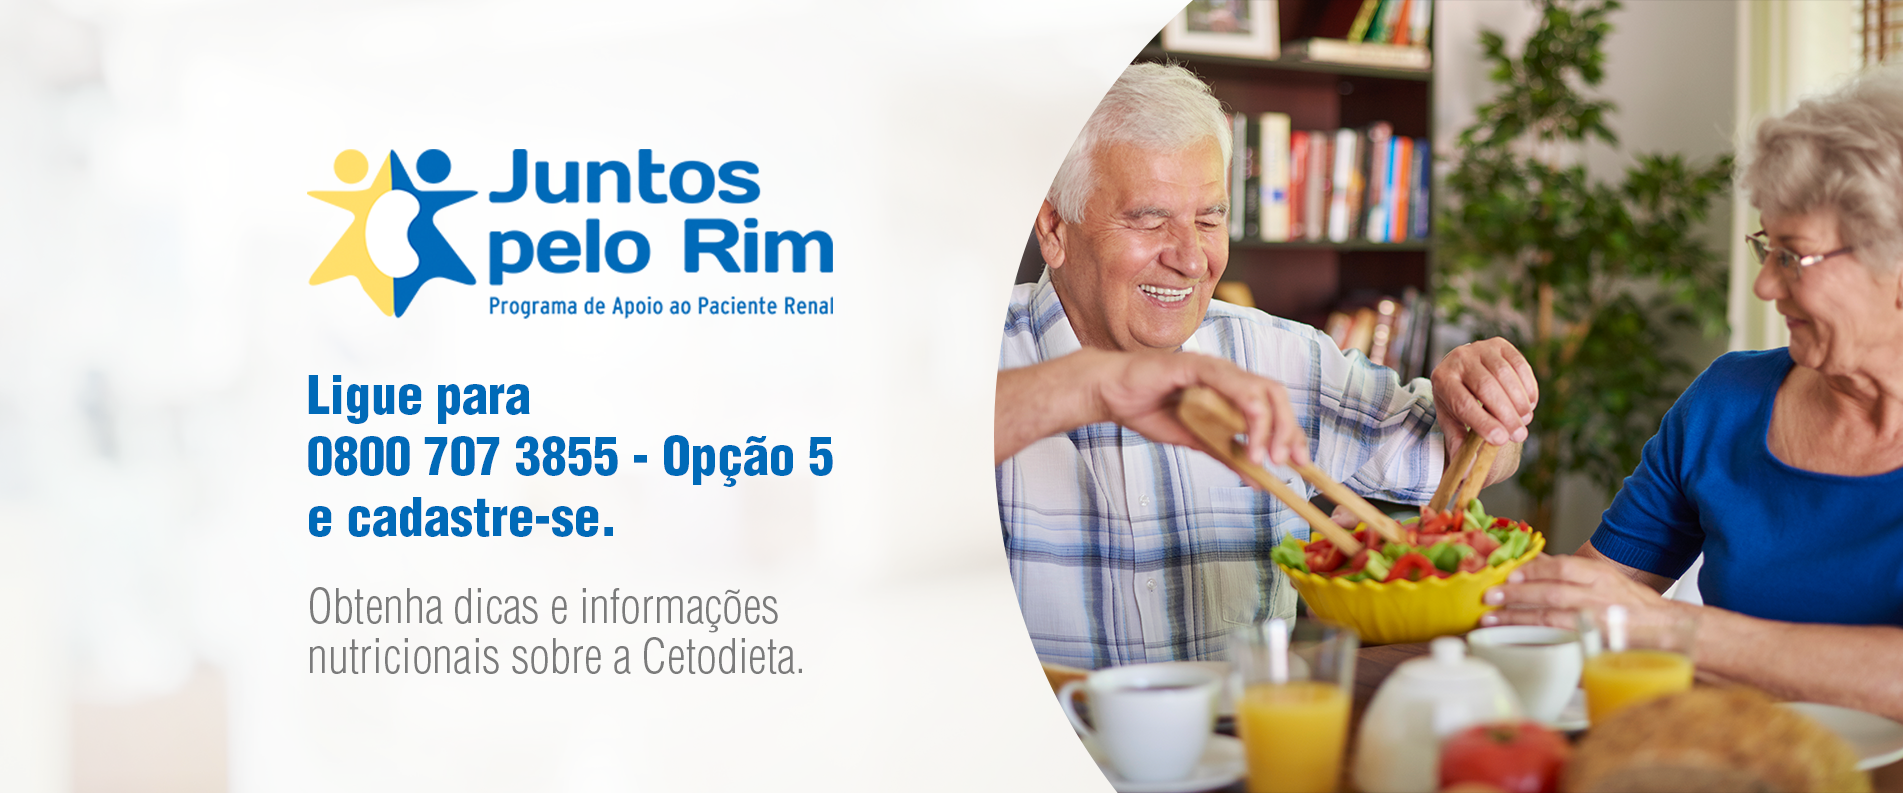 Juntos
pelo Rim
Programa de Apoio ao Paciente Renal
Ligue para
0800 707 3855 - Opção 5
e cadastre-se.
Obtenha dicas e informações
nutricionais sobre a Cetodieta.